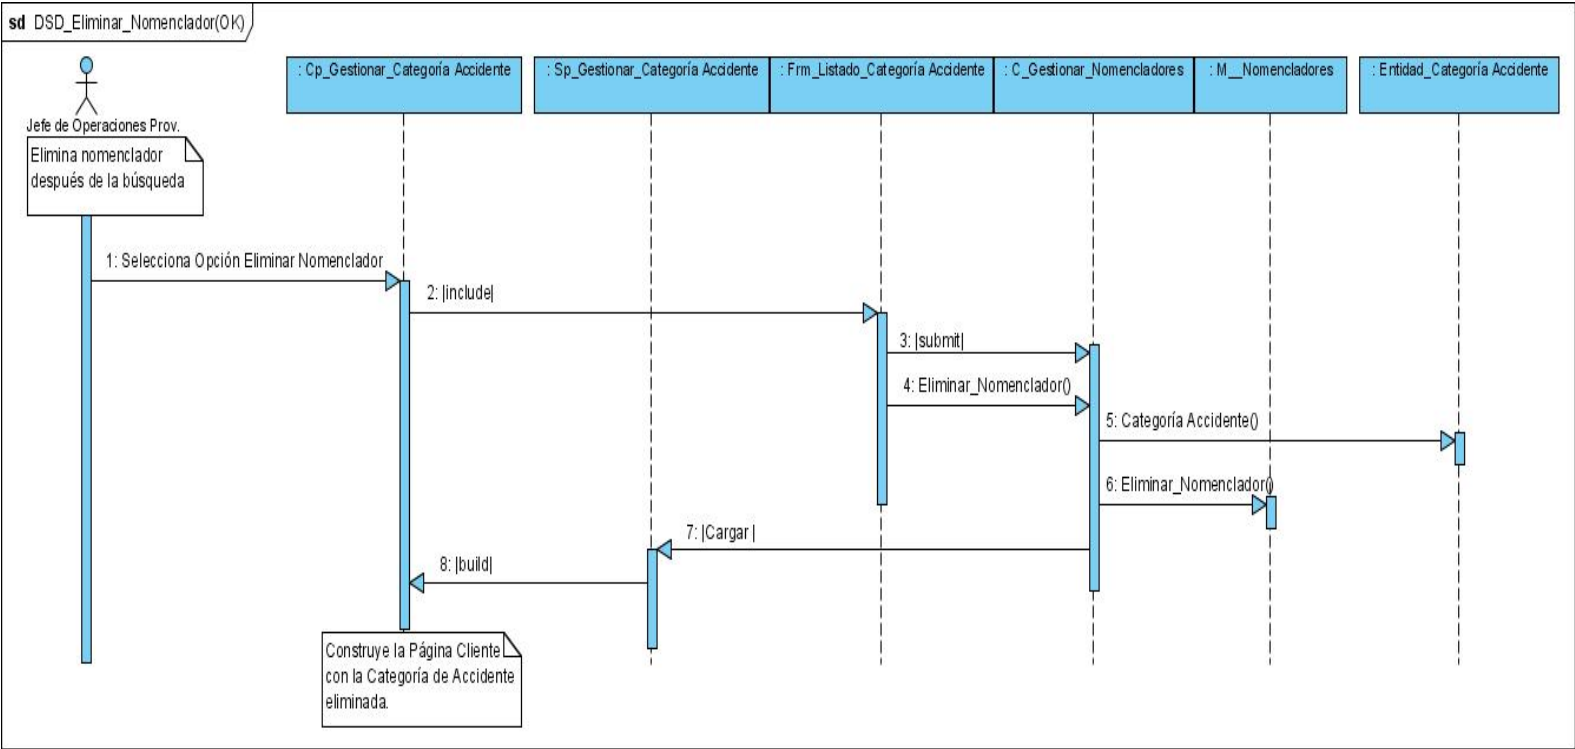 sd DSD_Eliminar_Nomenclador(OK)
: Cp_Gestionar_Categoría Accidente
: Sp_Gestionar_Categoría Accidente
: Frm_Listado_Categoría Accidente
: C_Gestionar_Nomencladores
: M__Nomencladores
: Entidad_Categoría Accidente
Jefe de Operaciones Prov.
Elimina nomenclador
después de la búsqueda
1: Selecciona Opción Eliminar Nomenclador
2: |include|
3: |submit|
4: Eliminar_Nomenclador()
5: Categoría Accidente()
6: Eliminar_Nomenclador()
7: |Cargar |
8: |build|
Construye la Página Cliente
con la Categoría de Accidente
eliminada.